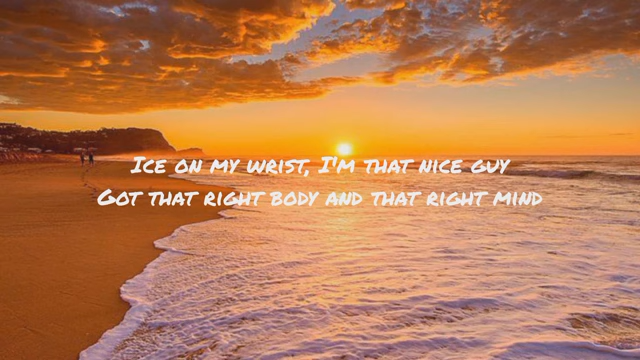 Ice on my wrist, I'm that nice guy
Got that right body and that right mind